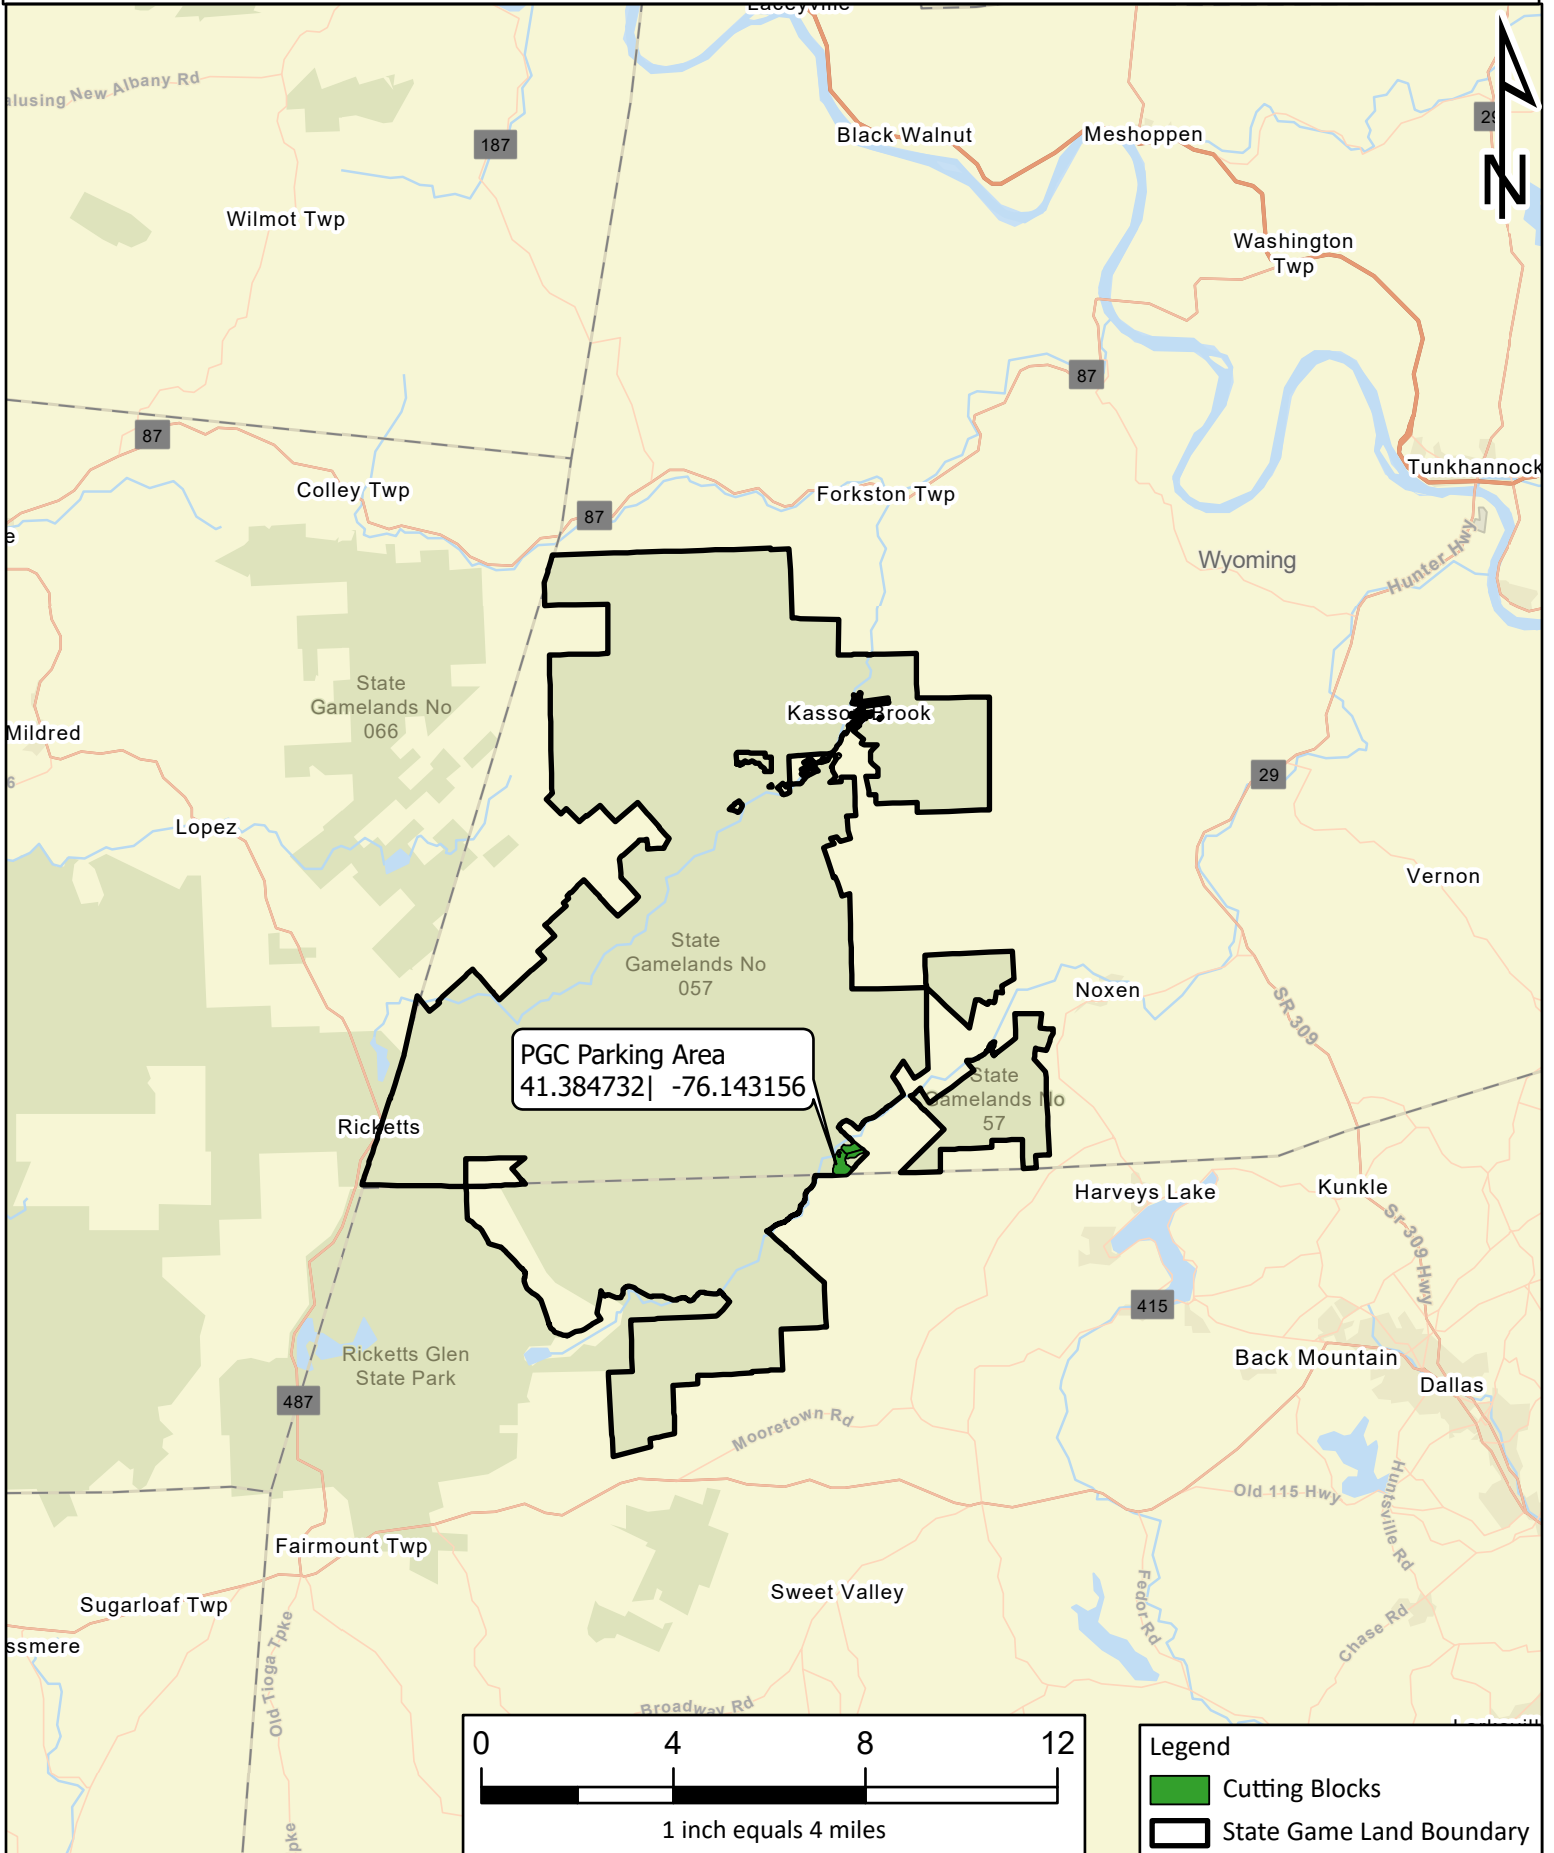 Laceyville
alusing New Albany Rd
187
Black Walnut
Meshoppen
29
N
Wilmot Twp
Washington
Twp
87
87
Colley Twp
87
Forkston Twp
Tunkhannock
e
Wyoming
Hunter Hwy
State
Gamelands No
066
Kasson Brook
Mildred
6
29
Lopez
Vernon
State
Gamelands No
057
Noxen
SR 309
PGC Parking Area
41.384732| -76.143156
State
Gamelands No
57
Ricketts
Harveys Lake
Kunkle
Sr 309 Hwy
415
Ricketts Glen
State Park
Back Mountain
Dallas
487
Mooretown Rd
Old 115 Hwy
Huntsville Rd
Fairmount Twp
Sweet Valley
Sugarloaf Twp
Fedor Rd
Chase Rd
ssmere
Old Tioga Tpke
Broadway Rd
pke
0 4 8 12
1 inch equals 4 miles
Legend
Cutting Blocks
State Game Land Boundary